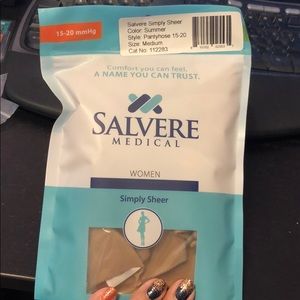 15-20 mmHg
Salvere Simply Sheer
Color: Summer
Style: Pantyhose 15-20
Size: Medium
Cat No: 112283
Comfort you can feel.
A NAME YOU CAN TRUST.
SALVERE
MEDICAL
WOMEN
Simply Sheer